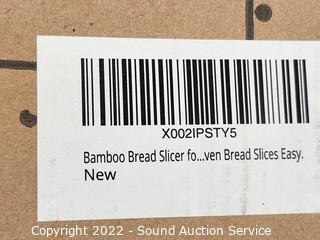 X002IPSTY5
Bamboo Bread Slicer fo...ven Bread Slices Easy.
New
Copyright 2022 - Sound Auction Service